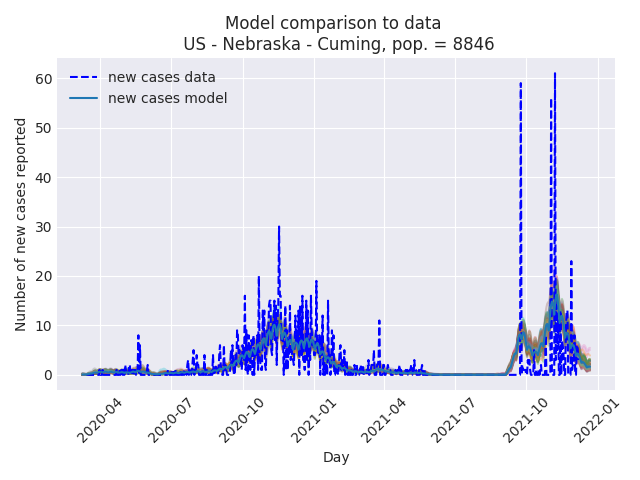 Model comparison to data
US - Nebraska - Cuming, pop. = 8846
new cases data
new cases model
Number of new cases reported
60
50
40
30
20
10
0
2020-04
2020-07
2020-10
2021-01
2021-04
2021-07
2021-10
2022-01
Day